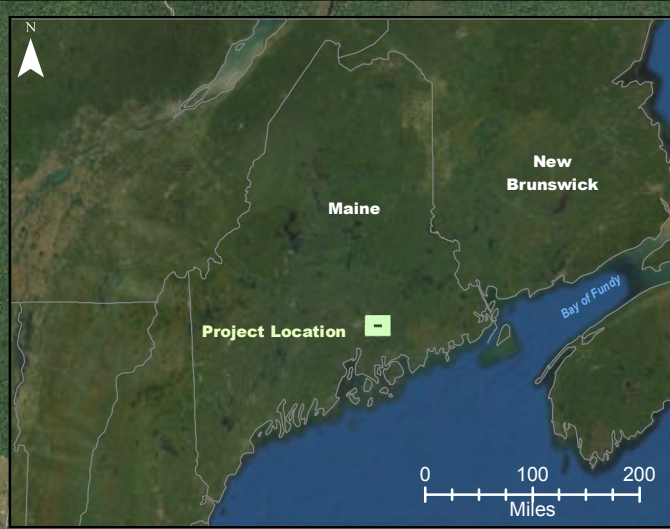 N
New
Brunswick
Maine
Bay of Fundy
Project Location
0 100 200
Miles